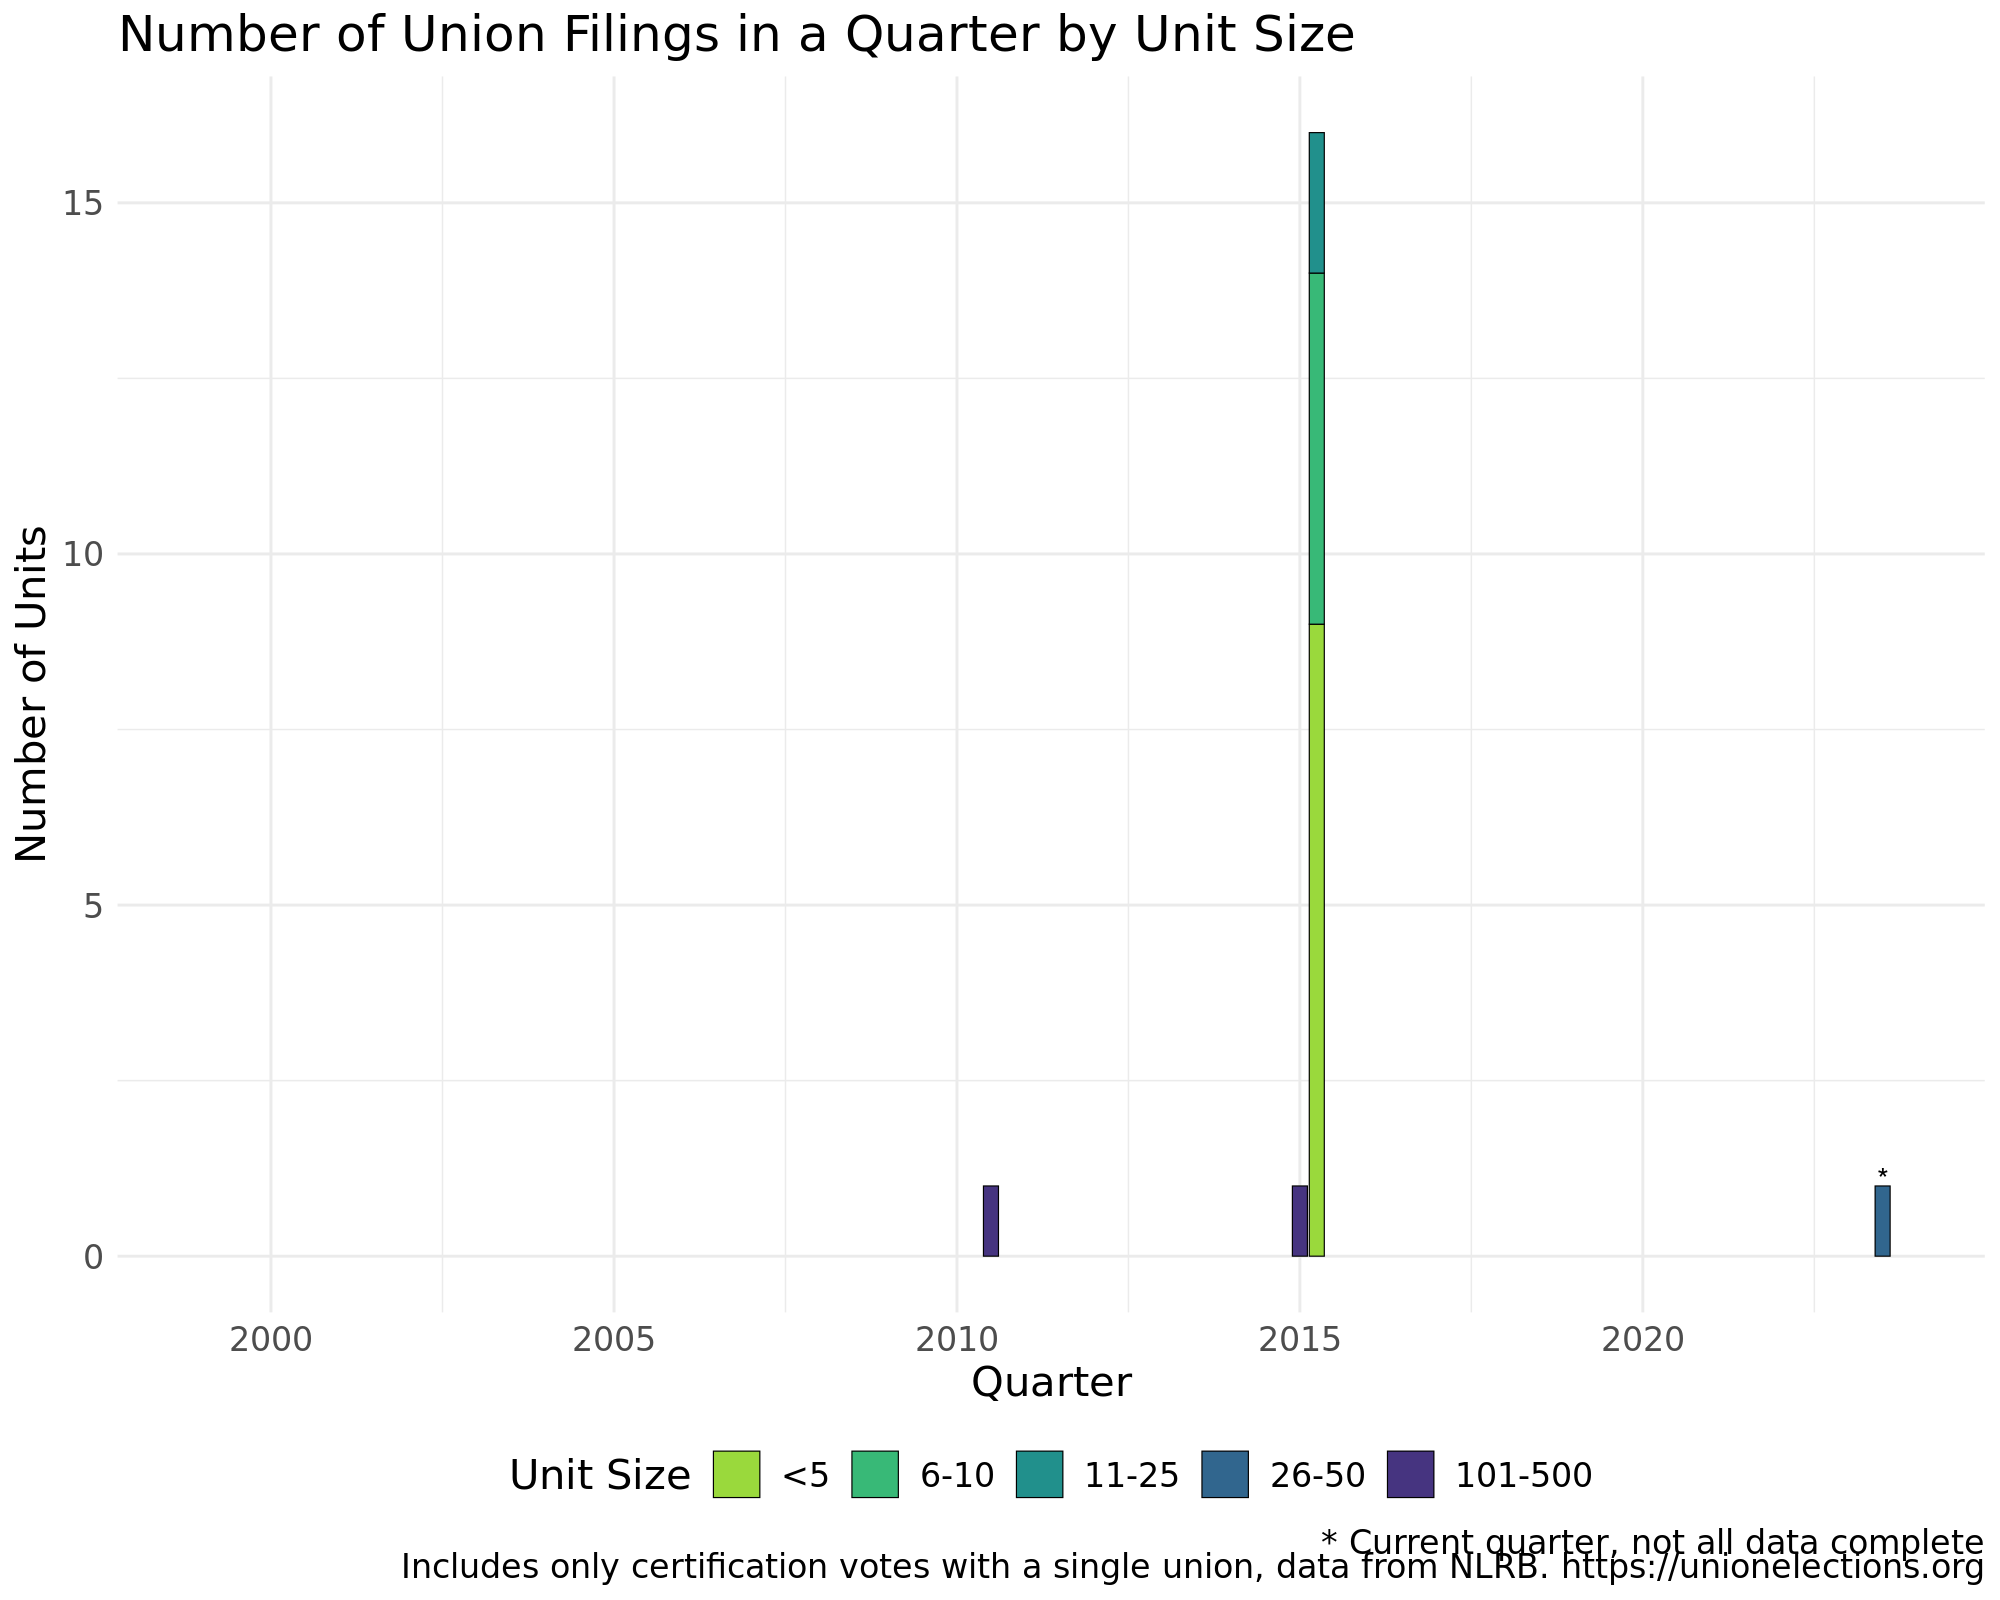 Number of Union Filings in a Quarter by Unit Size
Number of Units
15
10
5
0
*
2000 2005 2010 2015 2020
Quarter
Unit Size <5 6-10 11-25 26-50 101-500
* Current quarter, not all data complete
Includes only certification votes with a single union, data from NLRB. https://unionelections.org